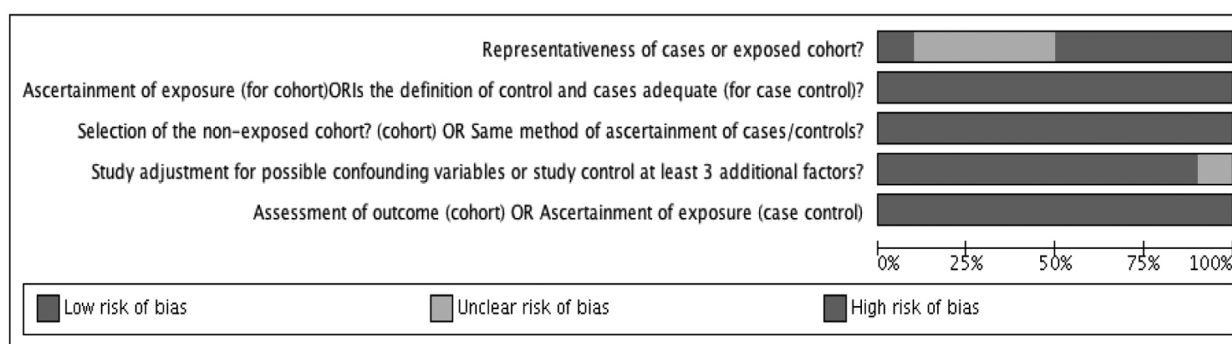 Representativeness of cases or exposed cohort?
Ascertainment of exposure (for cohort)ORIs the definition of control and cases adequate (for case control)?
Selection of the non-exposed cohort? (cohort) OR Same method of ascertainment of cases/controls?
Study adjustment for possible confounding variables or study control at least 3 additional factors?
Assessment of outcome (cohort) OR Ascertainment of exposure (case control)
0% 25% 50% 75% 100%
Low risk of bias Unclear risk of bias High risk of bias